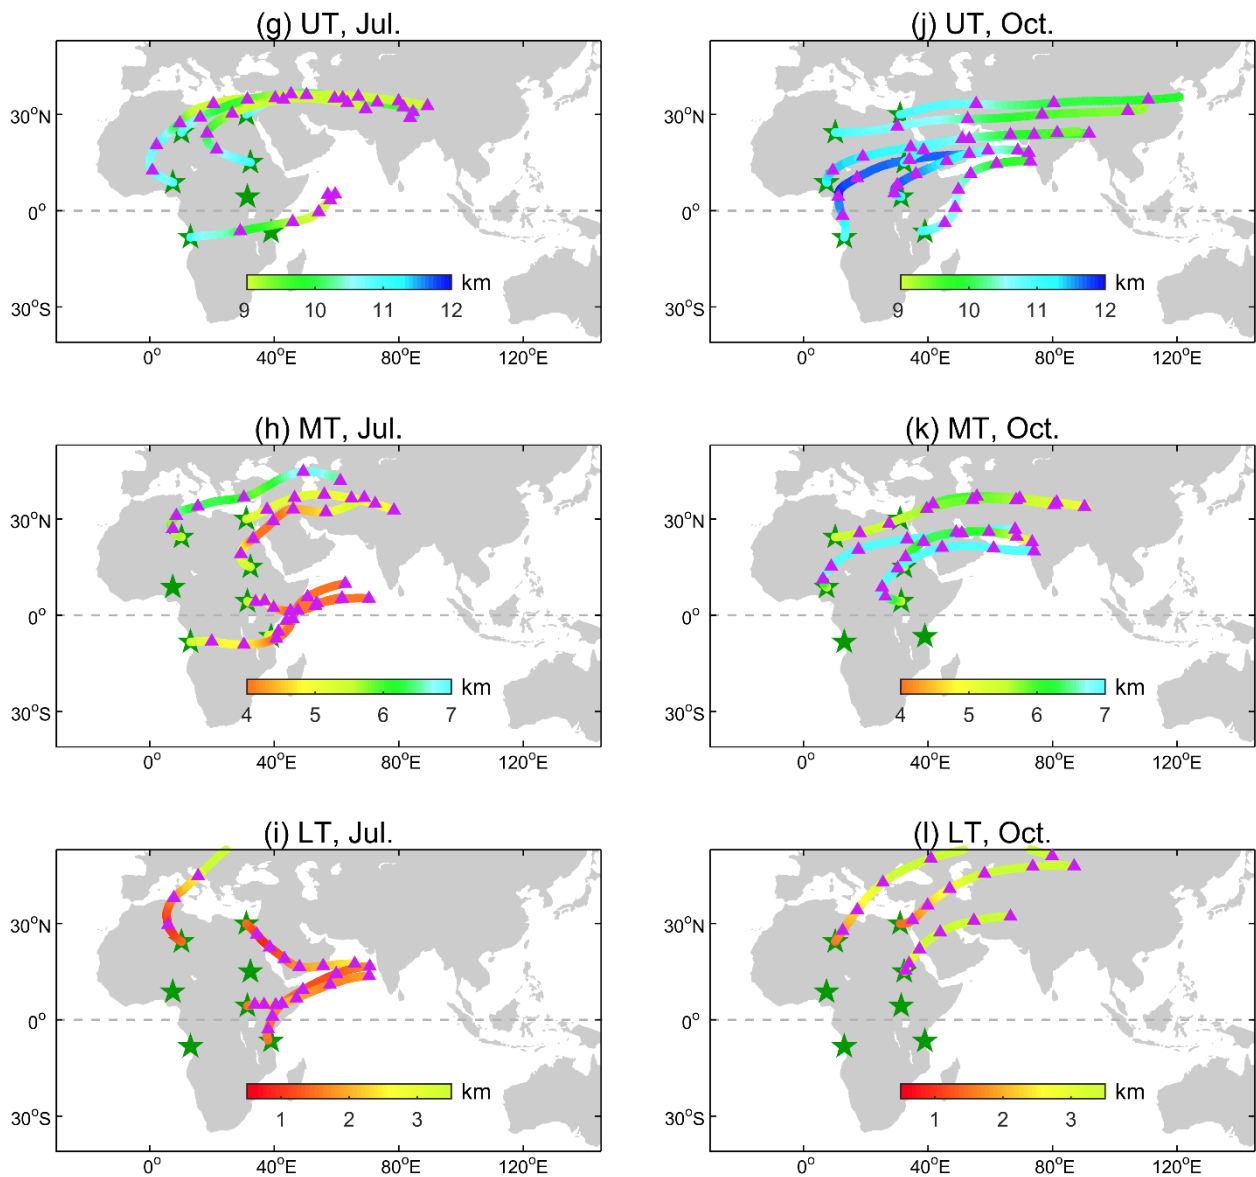 (g) UT, Jul.
30°N
0°
30°S
km
9 10 11 12
0° 40°E 80°E 120°E
(j) UT, Oct.
30°N
0°
30°S
km
9 10 11 12
0° 40°E 80°E 120°E
(h) MT, Jul.
30°N
0°
30°S
km
4 5 6 7
0° 40°E 80°E 120°E
(k) MT, Oct.
30°N
0°
30°S
km
4 5 6 7
0° 40°E 80°E 120°E
(i) LT, Jul.
30°N
0°
30°S
km
1 2 3
0° 40°E 80°E 120°E
(l) LT, Oct.
30°N
0°
30°S
km
1 2 3
0° 40°E 80°E 120°E